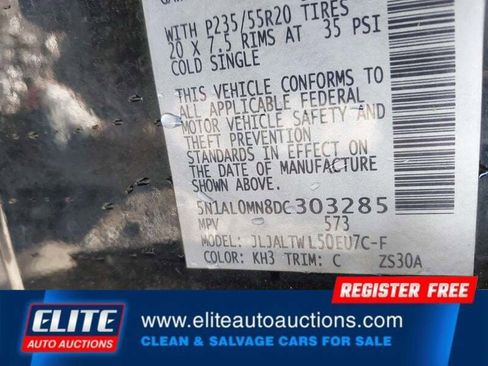 WITH P235/55R20 TIRES
20 X 7.5 RIMS AT 35 PSI
COLD SINGLE
THIS VEHICLE CONFORMS TO
ALL APPLICABLE FEDERAL
MOTOR VEHICLE SAFETY AND
THEFT PREVENTION
STANDARDS IN EFFECT ON
THE DATE OF MANUFACTURE
SHOWN ABOVE.
5N1AL0MN8DC303285
MPV 573
MODEL: JLJALTWL50EU7C-F
COLOR: KH3 TRIM: C ZS30A
REGISTER FREE
ELITE
AUTO AUCTIONS
www.eliteautoauctions.com
CLEAN & SALVAGE CARS FOR SALE